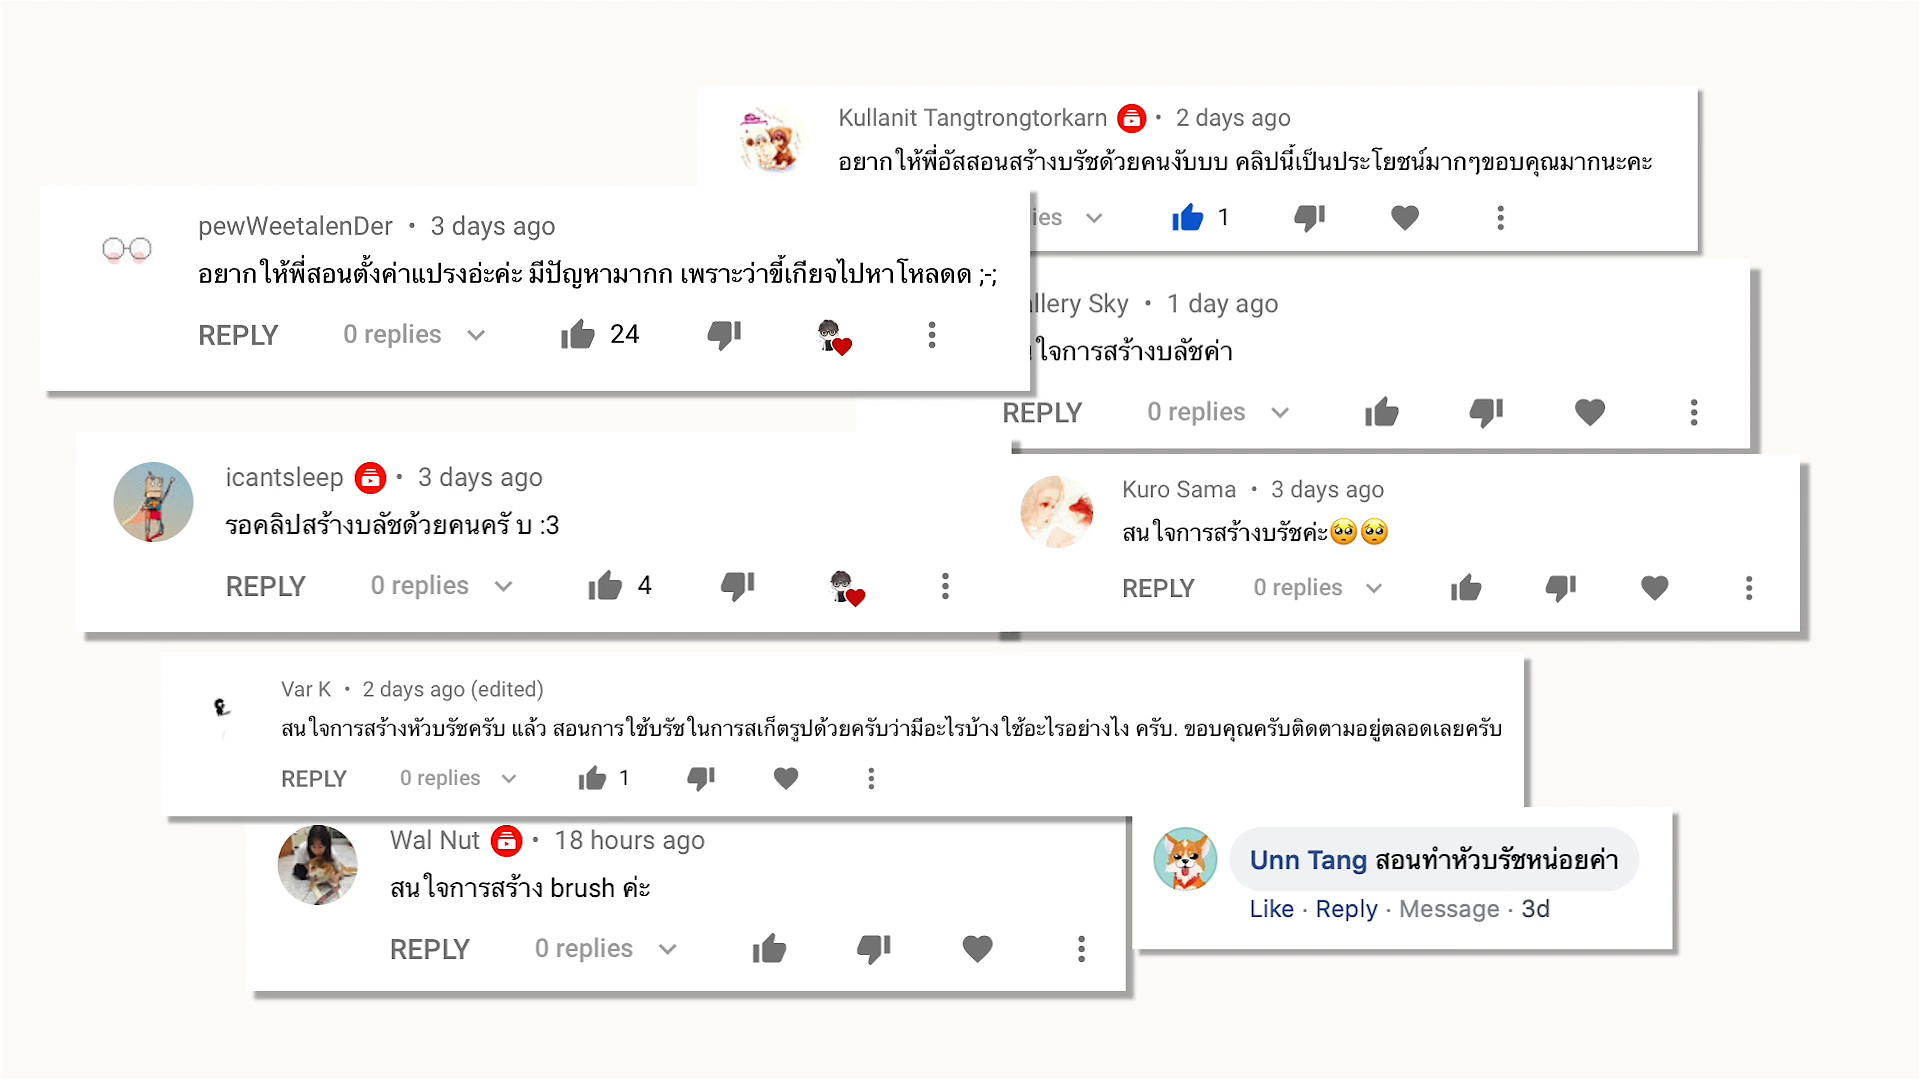 Kullanit Tangtrongtorkarn • 2 days ago
อยากให้พี่อัสสอนสร้างบรัชด้วยคนงับบบ คลิปนี้เป็นประโยชน์มากๆขอบคุณมากนะคะ
1
pewWeetalenDer • 3 days ago
อยากให้พี่สอนตั้งค่าแปรงอ่ะค่ะ มีปัญหามากก เพราะว่าขี้เกียจไปหาโหลดด ;-;
REPLY 0 replies 24
Sky • 1 day ago
ใจการสร้างบลัชค่า
REPLY 0 replies
icantsleep • 3 days ago
รอคลิปสร้างบลัชด้วยคนครับ :3
REPLY 0 replies 4
Kuro Sama • 3 days ago
สนใจการสร้างบรัชค่ะ🥺🥺
REPLY 0 replies
Var K • 2 days ago (edited)
สนใจการสร้างหัวบรัชครับ แล้ว สอนการใช้บรัชในการสเก็ตรูปด้วยครับว่ามีอะไรบ้างใช้อะไรอย่างไง ครับ. ขอบคุณครับติดตามอยู่ตลอดเลยครับ
REPLY 0 replies 1
Wal Nut • 18 hours ago
สนใจการสร้าง brush ค่ะ
REPLY 0 replies
Unn Tang สอนทำหัวบรัชหน่อยค่า
Like · Reply · Message · 3d